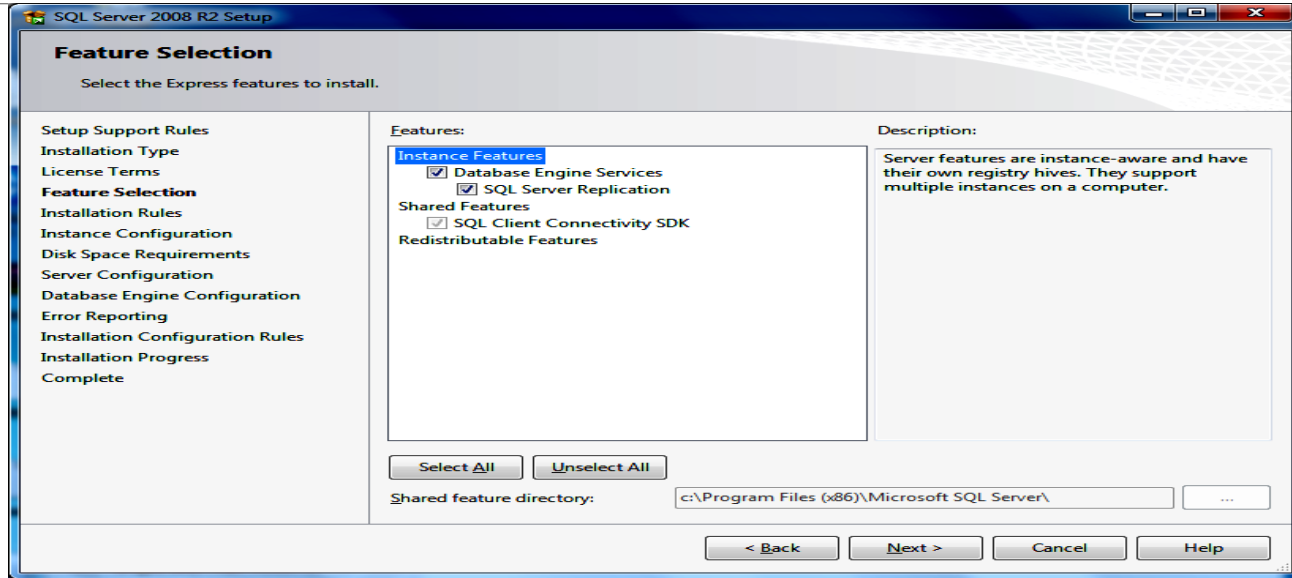 SQL Server 2008 R2 Setup
Feature Selection
Select the Express features to install.
Setup Support Rules
Installation Type
License Terms
Feature Selection
Installation Rules
Instance Configuration
Disk Space Requirements
Server Configuration
Database Engine Configuration
Error Reporting
Installation Configuration Rules
Installation Progress
Complete
Features:
Instance Features
Database Engine Services
SQL Server Replication
Shared Features
SQL Client Connectivity SDK
Redistributable Features
Description:
Server features are instance-aware and have
their own registry hives. They support
multiple instances on a computer.
Select All
Unselect All
Shared feature directory:
c:\Program Files (x86)\Microsoft SQL Server\
...
< Back
Next >
Cancel
Help